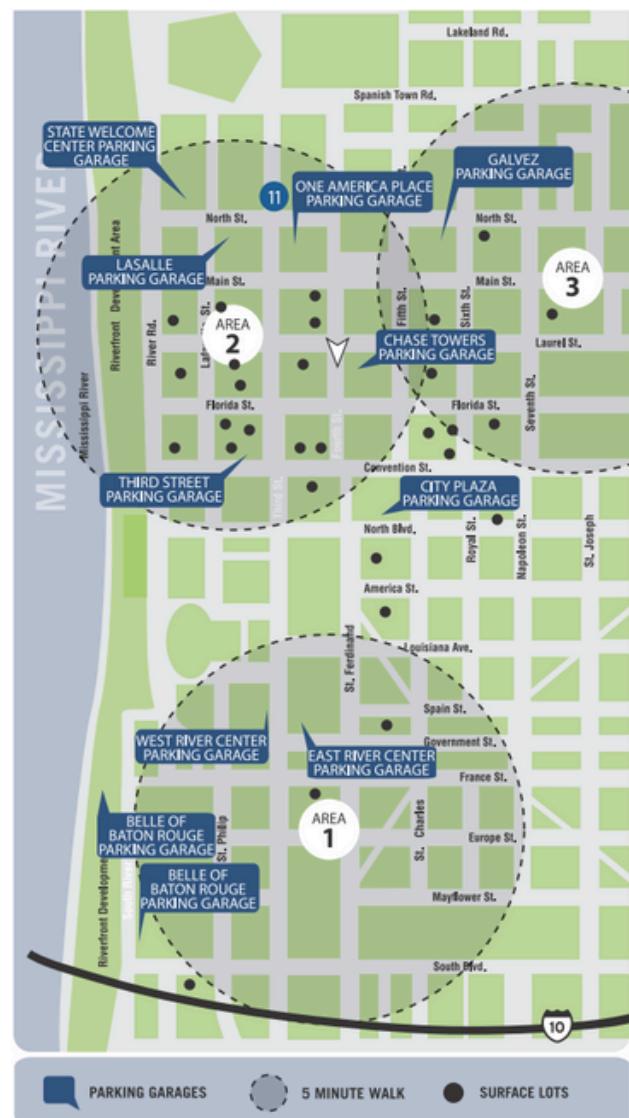 Lakeland Rd.
Spanish Town Rd.
STATE WELCOME
CENTER PARKING
GARAGE
11
ONE AMERICA PLACE
PARKING GARAGE
GALVEZ
PARKING GARAGE
North St.
North St.
MISSISSIPPI RIVER
Mississippi River
Riverfront
River Rd.
LASALLE
PARKING GARAGE
Main St.
Main St.
AREA
2
AREA
3
Fifth St.
Sixth St.
Seventh St.
Laurel St.
CHASE TOWERS
PARKING GARAGE
Florida St.
Florida St.
Fourth St.
Third St.
Convention St.
THIRD STREET
PARKING GARAGE
CITY PLAZA
PARKING GARAGE
North Blvd.
Royal St.
Napoleon St.
St. Joseph
America St.
Louisiana Ave.
St. Ferdinand
Spain St.
WEST RIVER CENTER
PARKING GARAGE
EAST RIVER CENTER
PARKING GARAGE
Government St.
France St.
BELLE OF
BATON ROUGE
PARKING GARAGE
St. Philip
AREA
1
St. Charles
Europe St.
BELLE OF
BATON ROUGE
PARKING GARAGE
Mayflower St.
Riverfront
South Blvd.
10
PARKING GARAGES
5 MINUTE WALK
SURFACE LOTS